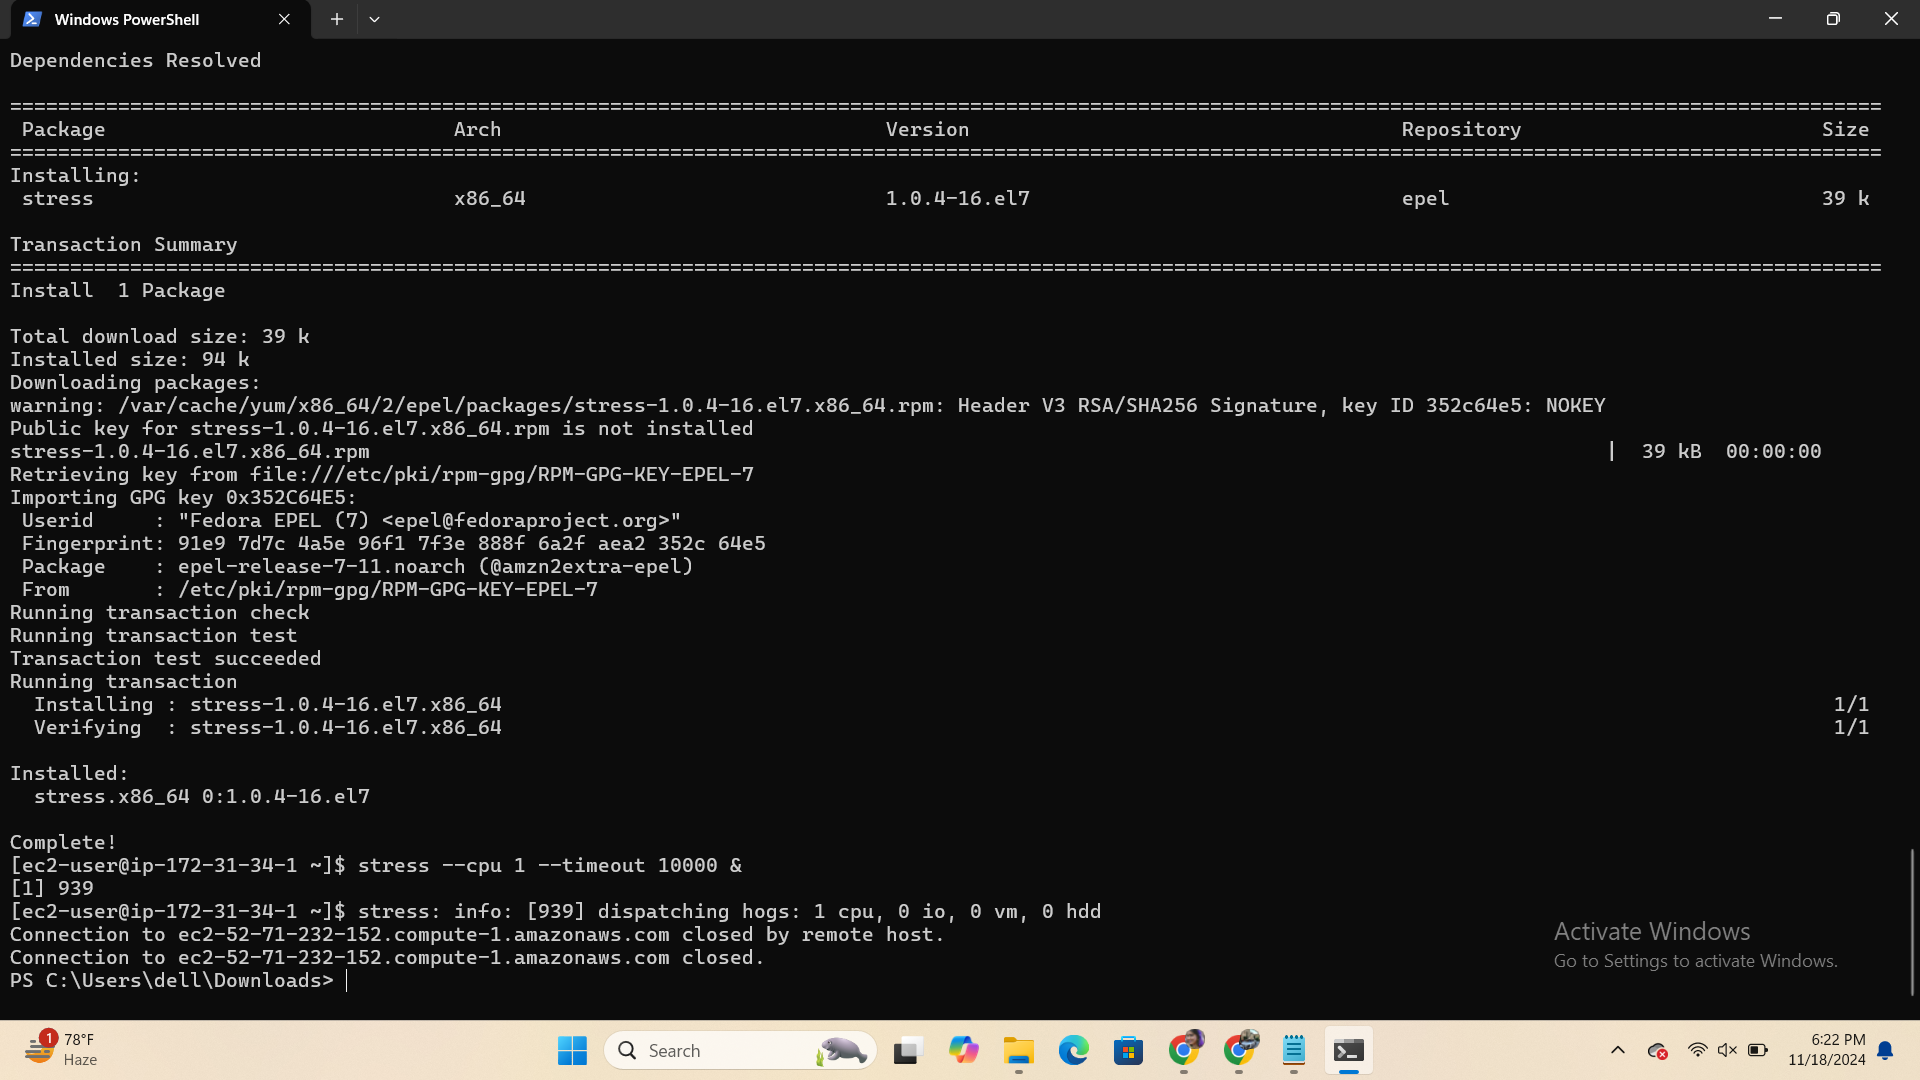 Windows PowerShell
Dependencies Resolved
================================================================================
Package Arch Version Repository Size
================================================================================
Installing:
stress x86_64 1.0.4-16.el7 epel 39 k
Transaction Summary
================================================================================
Install  1 Package
Total download size: 39 k
Installed size: 94 k
Downloading packages:
warning: /var/cache/yum/x86_64/2/epel/packages/stress-1.0.4-16.el7.x86_64.rpm: Header V3 RSA/SHA256 Signature, key ID 352c64e5: NOKEY
Public key for stress-1.0.4-16.el7.x86_64.rpm is not installed
stress-1.0.4-16.el7.x86_64.rpm | 39 kB  00:00:00
Retrieving key from file:///etc/pki/rpm-gpg/RPM-GPG-KEY-EPEL-7
Importing GPG key 0x352C64E5:
Userid     : "Fedora EPEL (7) <epel@fedoraproject.org>"
Fingerprint: 91e9 7d7c 4a5e 96f1 7f3e 888f 6a2f aea2 352c 64e5
Package    : epel-release-7-11.noarch (@amzn2extra-epel)
From       : /etc/pki/rpm-gpg/RPM-GPG-KEY-EPEL-7
Running transaction check
Running transaction test
Transaction test succeeded
Running transaction
Installing : stress-1.0.4-16.el7.x86_64 1/1
Verifying  : stress-1.0.4-16.el7.x86_64 1/1
Installed:
stress.x86_64 0:1.0.4-16.el7
Complete!
[ec2-user@ip-172-31-34-1 ~]$ stress --cpu 1 --timeout 10000 &
[1] 939
[ec2-user@ip-172-31-34-1 ~]$ stress: info: [939] dispatching hogs: 1 cpu, 0 io, 0 vm, 0 hdd
Connection to ec2-52-71-232-152.compute-1.amazonaws.com closed by remote host.
Connection to ec2-52-71-232-152.compute-1.amazonaws.com closed.
PS C:\Users\dell\Downloads>
Activate Windows
Go to Settings to activate Windows.
1
78°F
Haze
Search
6:22 PM
11/18/2024